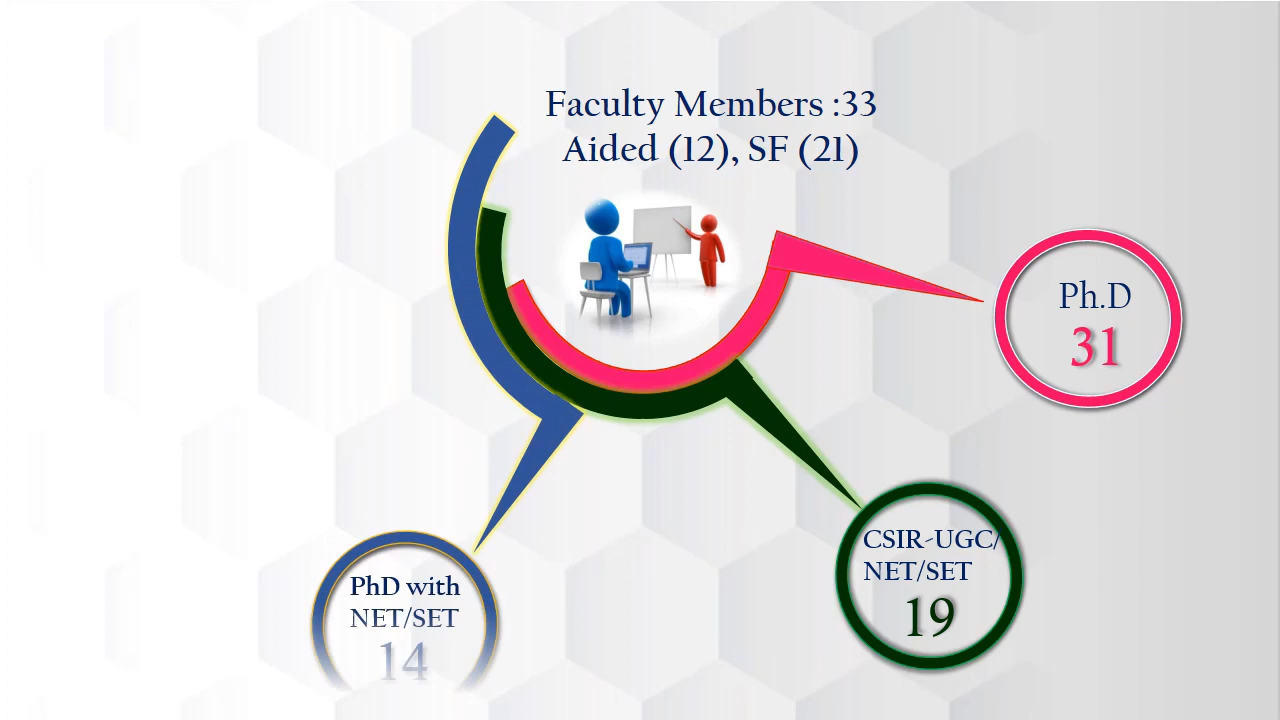 Faculty Members :33
Aided (12), SF (21)
Ph.D
31
CSIR-UGC/
NET/SET
19
PhD with
NET/SET
14